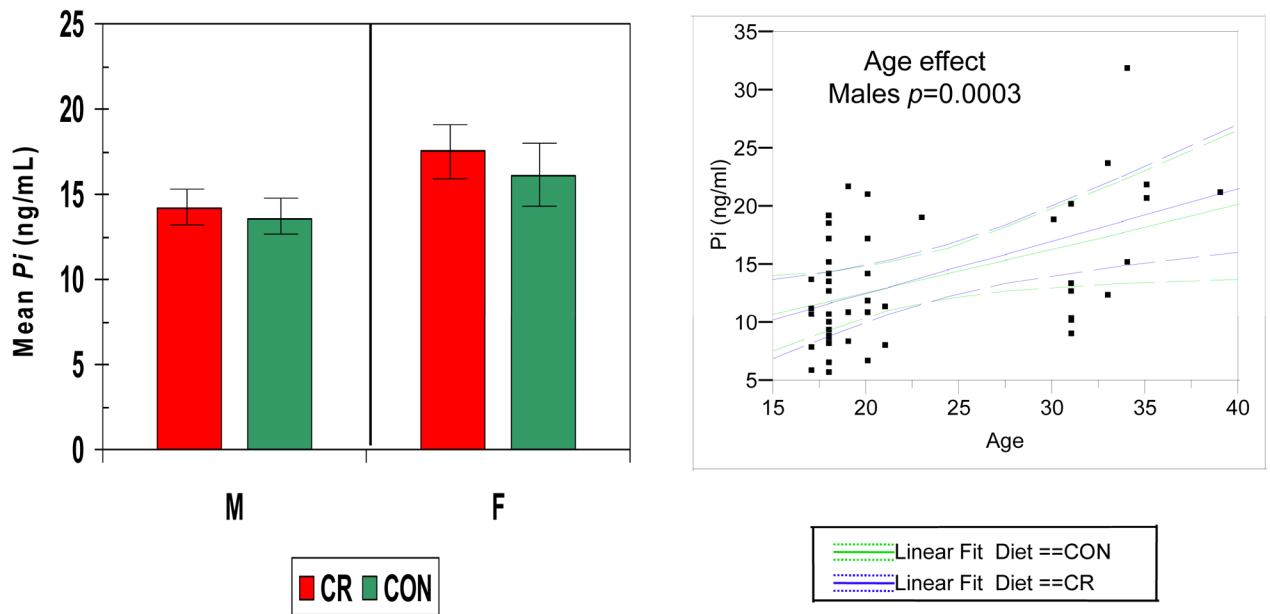 25
20
15
10
5
0
Mean Pi (ng/mL)
M
F
CR CON
35
30
25
20
15
10
5
Pi (ng/ml)
Age effect
Males p=0.0003
15 20 25 30 35 40
Age
Linear Fit Diet ==CON
Linear Fit Diet ==CR